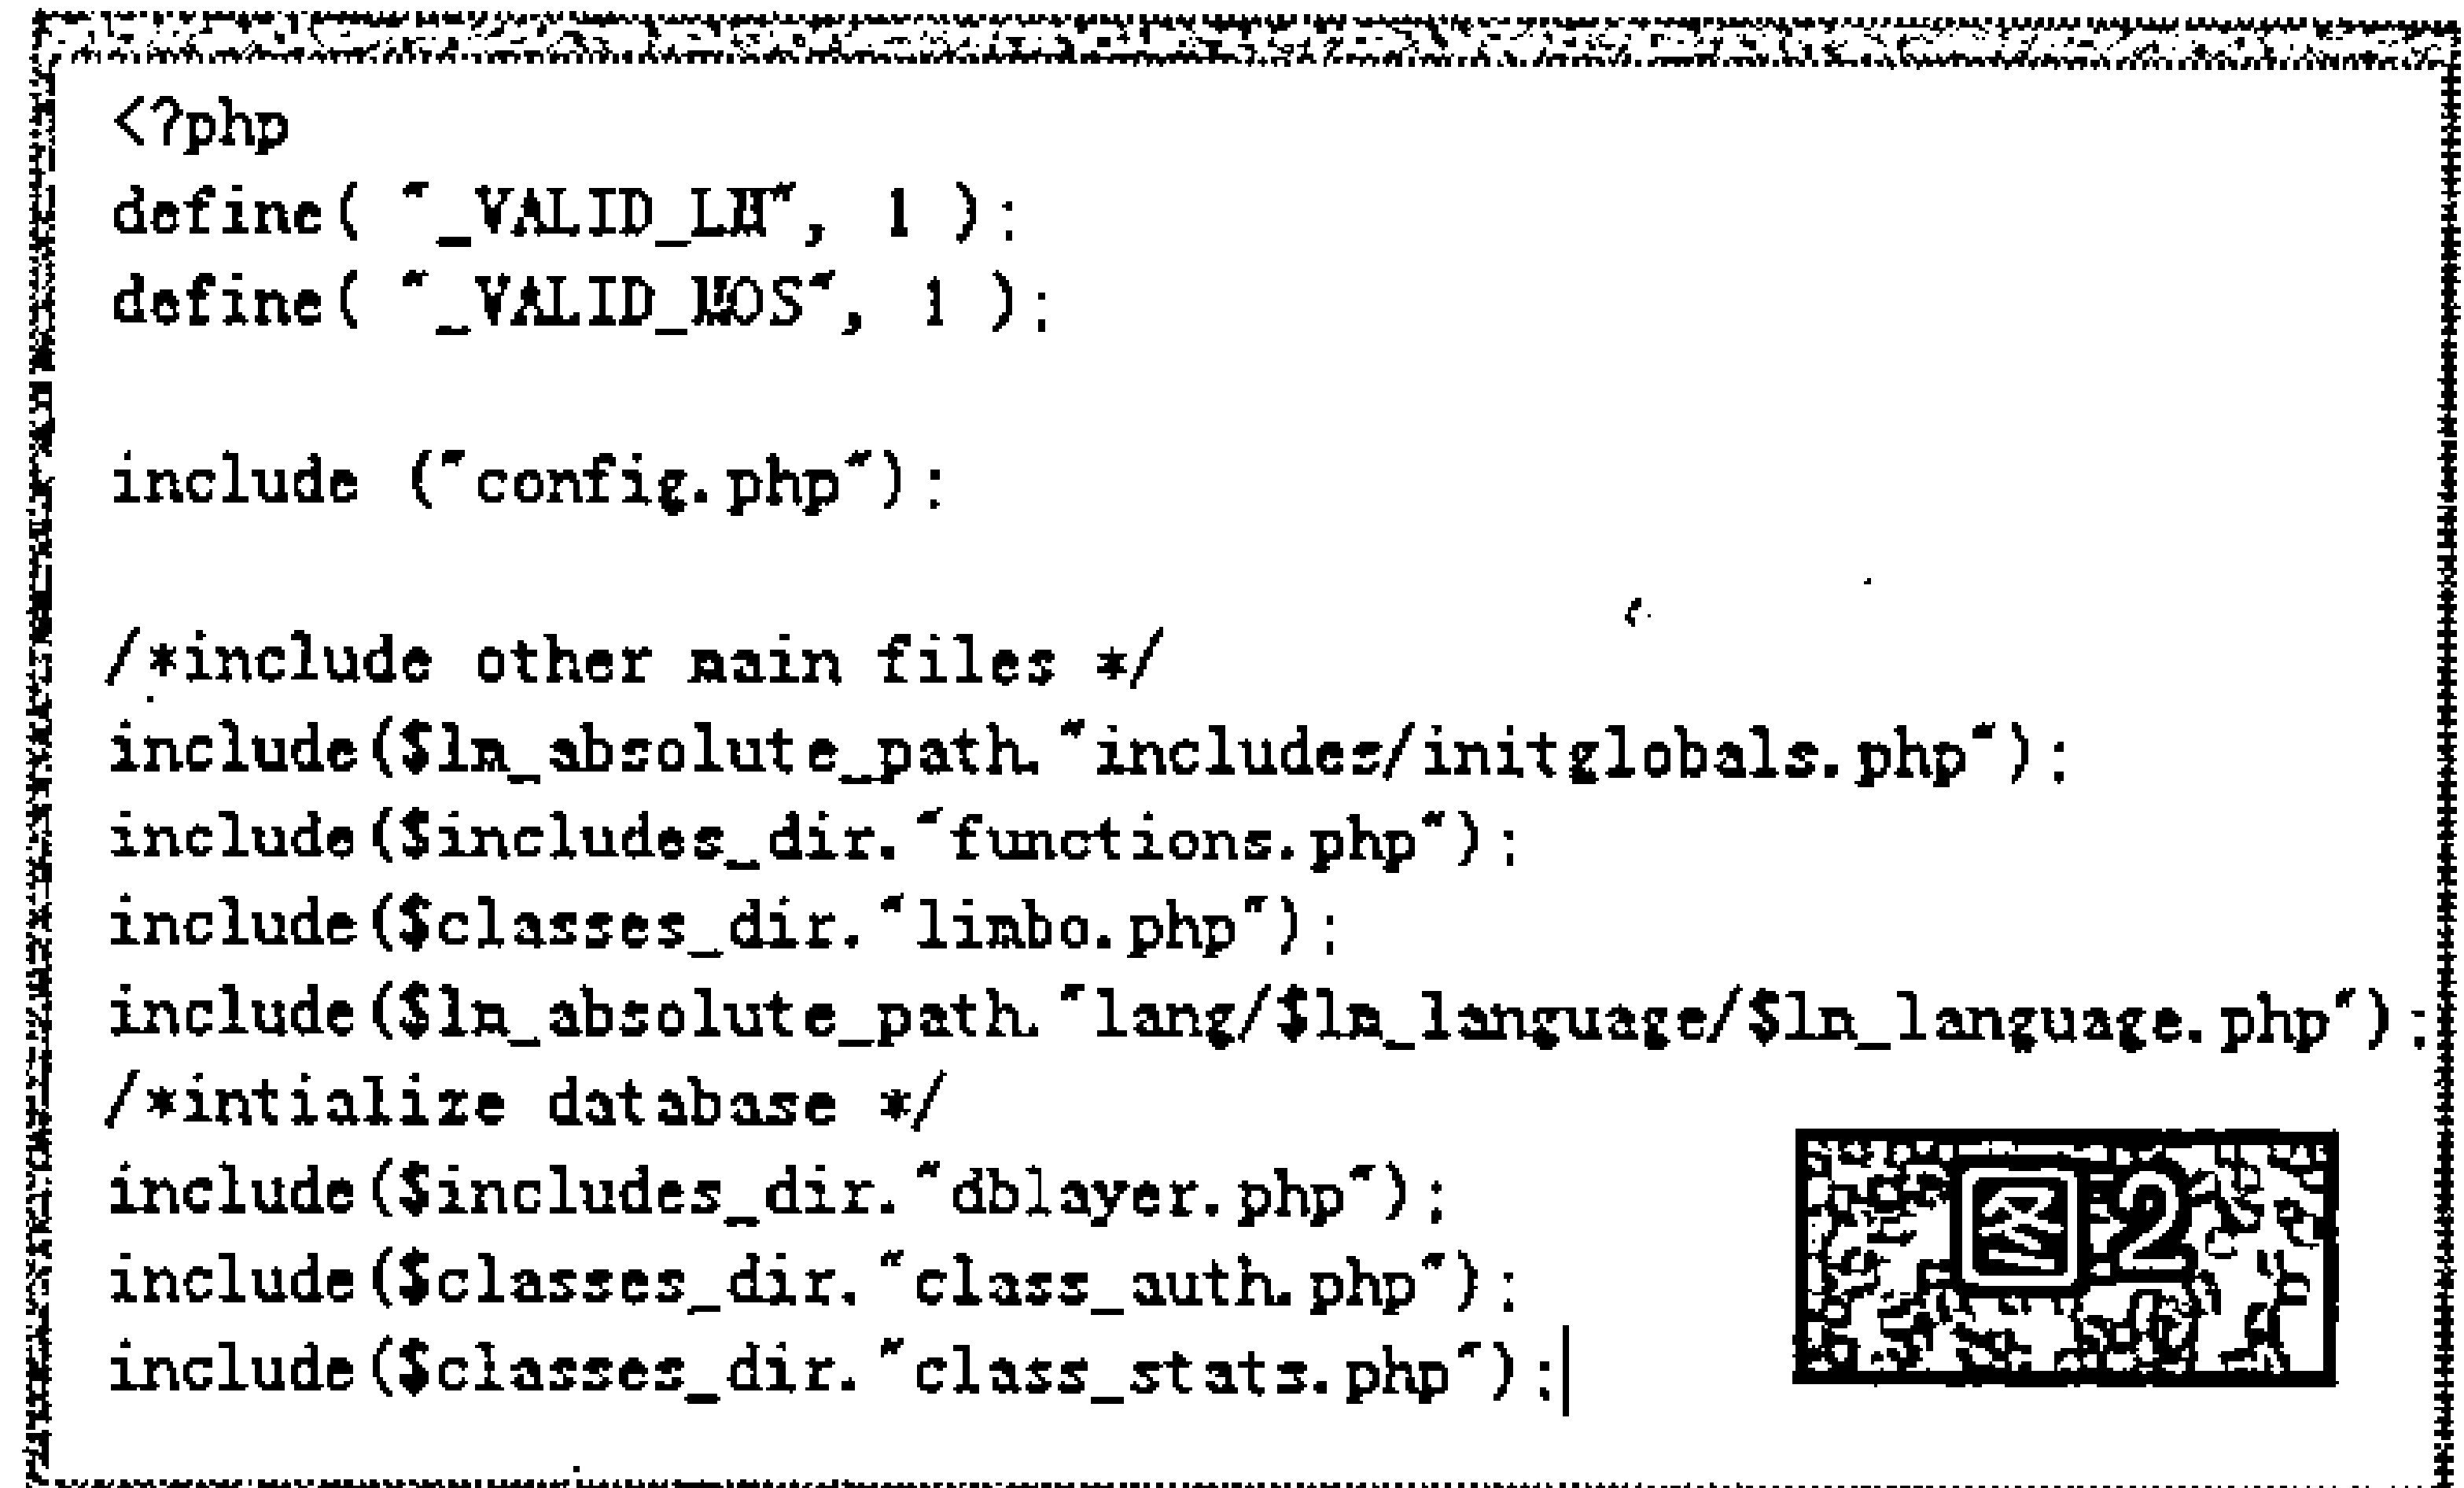 <?php
define( "_VALID_LM", 1 );
define( "_VALID_MOS", 1 );
include ("config.php");
/*include other main files */
include($lm_absolute_path."includes/initglobals.php");
include($includes_dir."functions.php");
include($classes_dir."limbo.php");
include($lm_absolute_path."lang/$lm_language/$lm_language.php");
/*intialize database */
include($includes_dir."dblayer.php");
include($classes_dir."class_auth.php");
include($classes_dir."class_stats.php");
图2